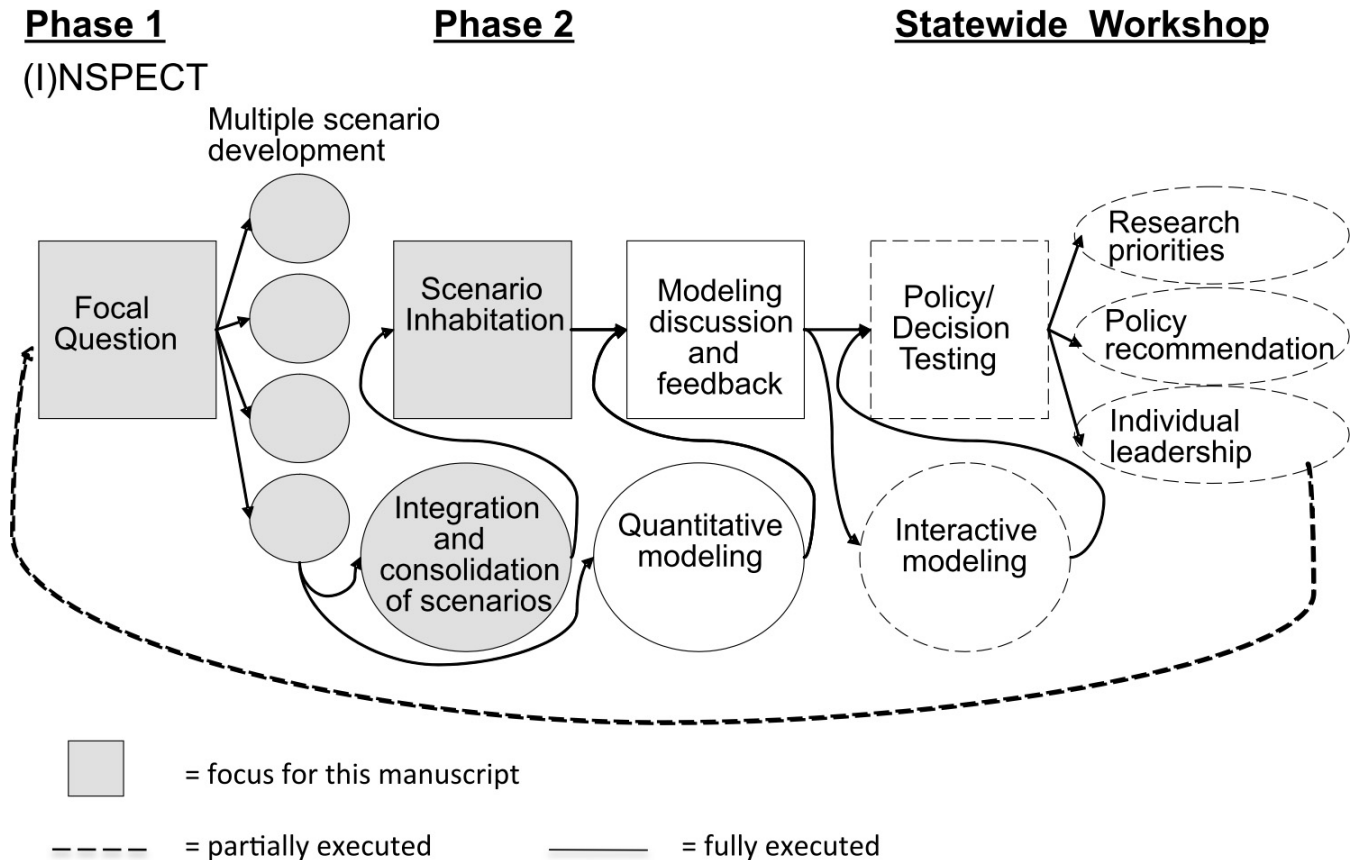 Phase 1
Phase 2
Statewide Workshop
(I)NSPECT
Multiple scenario
development
Focal
Question
Scenario
Inhabitation
Modeling
discussion
and
feedback
Policy/
Decision
Testing
Research
priorities
Policy
recommendation
Individual
leadership
Integration
and
consolidation
of scenarios
Quantitative
modeling
Interactive
modeling
= focus for this manuscript
= partially executed
= fully executed